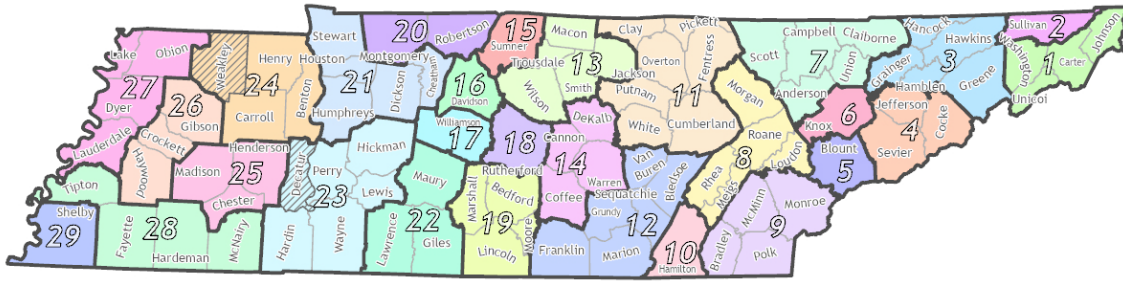 Lake
Obion
27
Dyer
Lauderdale
Weakley
24
Henry
Carroll
Benton
26
Gibson
Crockett
Haywood
Madison
25
Henderson
Chester
Tipton
Shelby
29
Fayette
28
Hardeman
McNairy
Stewart
Houston
Montgomery
21
Humphreys
Dickson
Cheatham
20
Robertson
15
Sumner
16
Davidson
Williamson
17
Hickman
Decatur
Perry
23
Lewis
Hardin
Wayne
Maury
22
Lawrence
Giles
18
Rutherford
Marshall
Bedford
19
Moore
Lincoln
Macon
Trousdale
13
Wilson
Smith
DeKalb
Cannon
14
Warren
Coffee
Clay
Pickett
Overton
Fentress
Jackson
Putnam
11
White
Cumberland
Van
Buren
Bledsoe
Sequatchie
Grundy
12
Franklin
Marion
10
Hamilton
Scott
Campbell
Claiborne
7
Union
Anderson
Morgan
Roane
8
Loudon
Rhea
Meigs
McMinn
Monroe
9
Bradley
Polk
6
Knox
Blount
5
Hancock
Hawkins
Grainger
3
Hamblen
Greene
Jefferson
4
Cocke
Sevier
Sullivan
2
Washington
1
Johnson
Carter
Unicoi